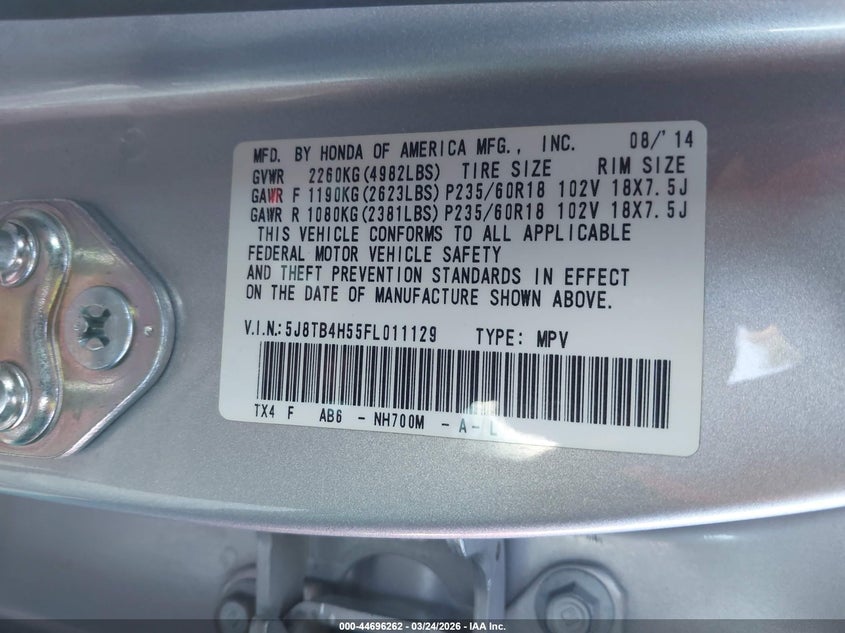 MFD. BY HONDA OF AMERICA MFG., INC. 08/'14
GVWR 2260KG(4982LBS) TIRE SIZE RIM SIZE
GAWR F 1190KG(2623LBS) P235/60R18 102V 18X7.5J
GAWR R 1080KG(2381LBS) P235/60R18 102V 18X7.5J
THIS VEHICLE CONFORMS TO ALL APPLICABLE
FEDERAL MOTOR VEHICLE SAFETY
AND THEFT PREVENTION STANDARDS IN EFFECT
ON THE DATE OF MANUFACTURE SHOWN ABOVE.
V.I.N.: 5J8TB4H55FL011129 TYPE: MPV
TX4 F AB6 - NH700M - A - L
000-44696262 - 03/24/2026 - IAA Inc.